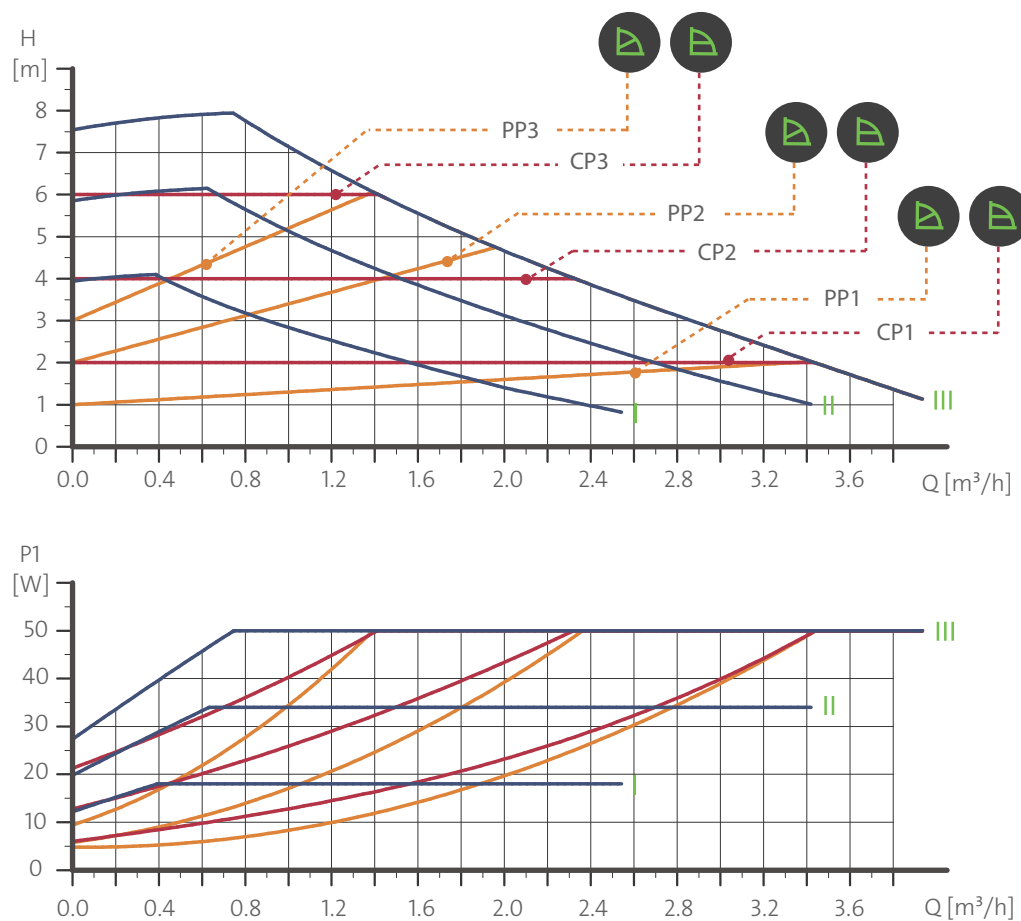 H
[m]
8
7
6
5
4
3
2
1
0
PP3
CP3
PP2
CP2
PP1
CP1
I
II
III
0.0 0.4 0.8 1.2 1.6 2.0 2.4 2.8 3.2 3.6 Q [m³/h]
P1
[W]
50
40
30
20
10
0
III
II
I
0.0 0.4 0.8 1.2 1.6 2.0 2.4 2.8 3.2 3.6 Q [m³/h]